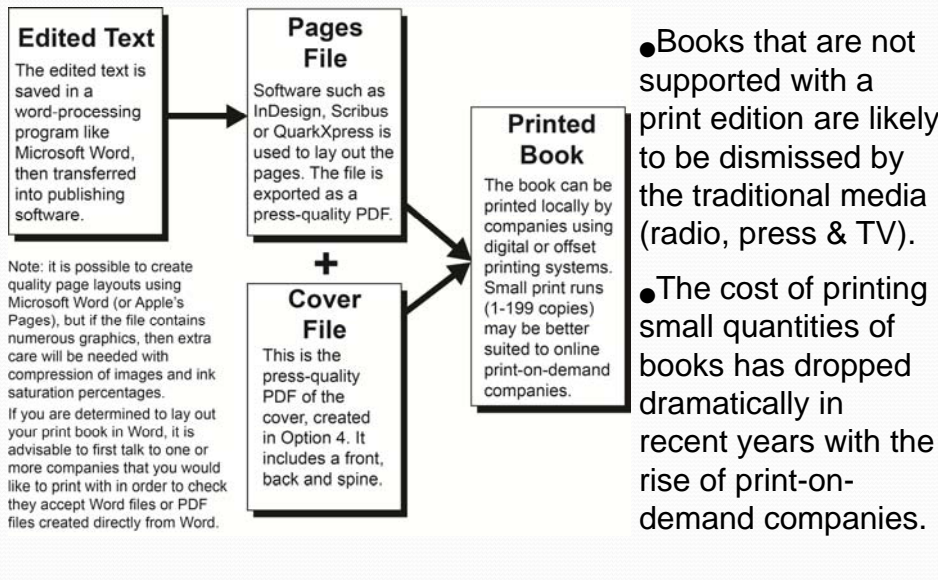 Edited Text
The edited text is
saved in a
word-processing
program like
Microsoft Word,
then transferred
into publishing
software.
Pages
File
Software such as
InDesign, Scribus
or QuarkXpress is
used to lay out the
pages. The file is
exported as a
press-quality PDF.
+
Cover
File
This is the
press-quality
PDF of the
cover, created
in Option 4. It
includes a front,
back and spine.
Printed
Book
The book can be
printed locally by
companies using
digital or offset
printing systems.
Small print runs
(1-199 copies)
may be better
suited to online
print-on-demand
companies.
Note: it is possible to create
quality page layouts using
Microsoft Word (or Apple's
Pages), but if the file contains
numerous graphics, then extra
care will be needed with
compression of images and ink
saturation percentages.
If you are determined to lay out
your print book in Word, it is
advisable to first talk to one or
more companies that you would
like to print with in order to check
they accept Word files or PDF
files created directly from Word.
●Books that are not
supported with a
print edition are likely
to be dismissed by
the traditional media
(radio, press & TV).
●The cost of printing
small quantities of
books has dropped
dramatically in
recent years with the
rise of print-on-
demand companies.